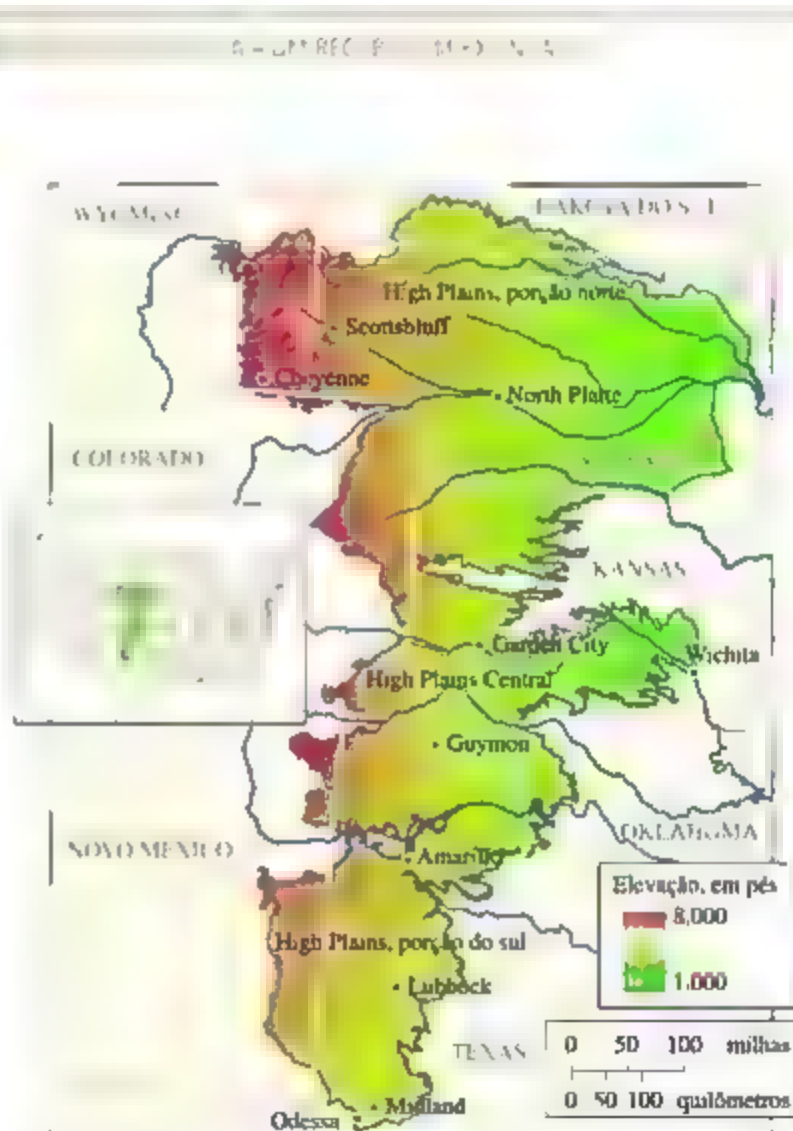 High Plains, porção norte
Scottsbluff
Cheyenne
North Platte
COLORADO
KANSAS
Garden City
Wichita
High Plains Central
Guymon
NOVO MEXICO
OKLAHOMA
Amarillo
Elevação, em pés
8,000
1,000
High Plains, porção do sul
Lubbock
TEXAS
0 50 100 milhas
0 50 100 quilômetros
Midland
Odessa